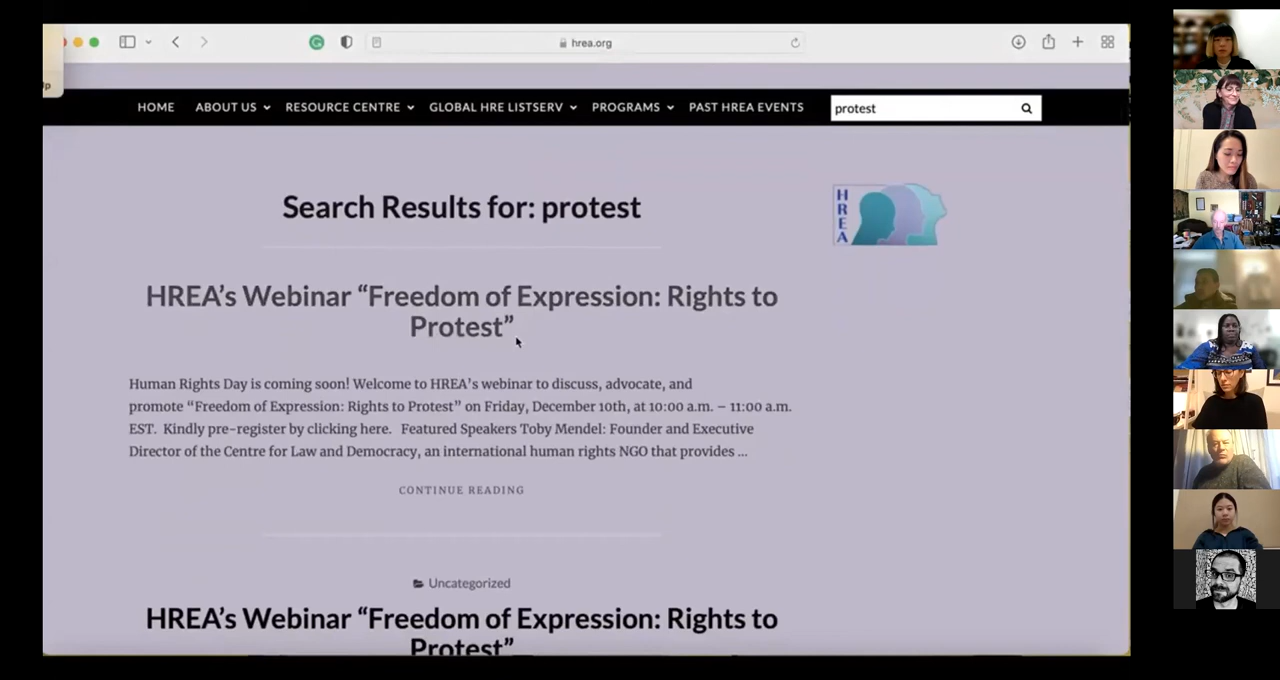 lp
hrea.org
HOME ABOUT US RESOURCE CENTRE GLOBAL HRE LISTSERV PROGRAMS PAST HREA EVENTS protest
Search Results for: protest
HREA
HREA’s Webinar “Freedom of Expression: Rights to
Protest”
Human Rights Day is coming soon! Welcome to HREA’s webinar to discuss, advocate, and
promote “Freedom of Expression: Rights to Protest” on Friday, December 10th, at 10:00 a.m. – 11:00 a.m.
EST. Kindly pre-register by clicking here. Featured Speakers Toby Mendel: Founder and Executive
Director of the Centre for Law and Democracy, an international human rights NGO that provides ...
CONTINUE READING
Uncategorized
HREA’s Webinar “Freedom of Expression: Rights to
Protest”